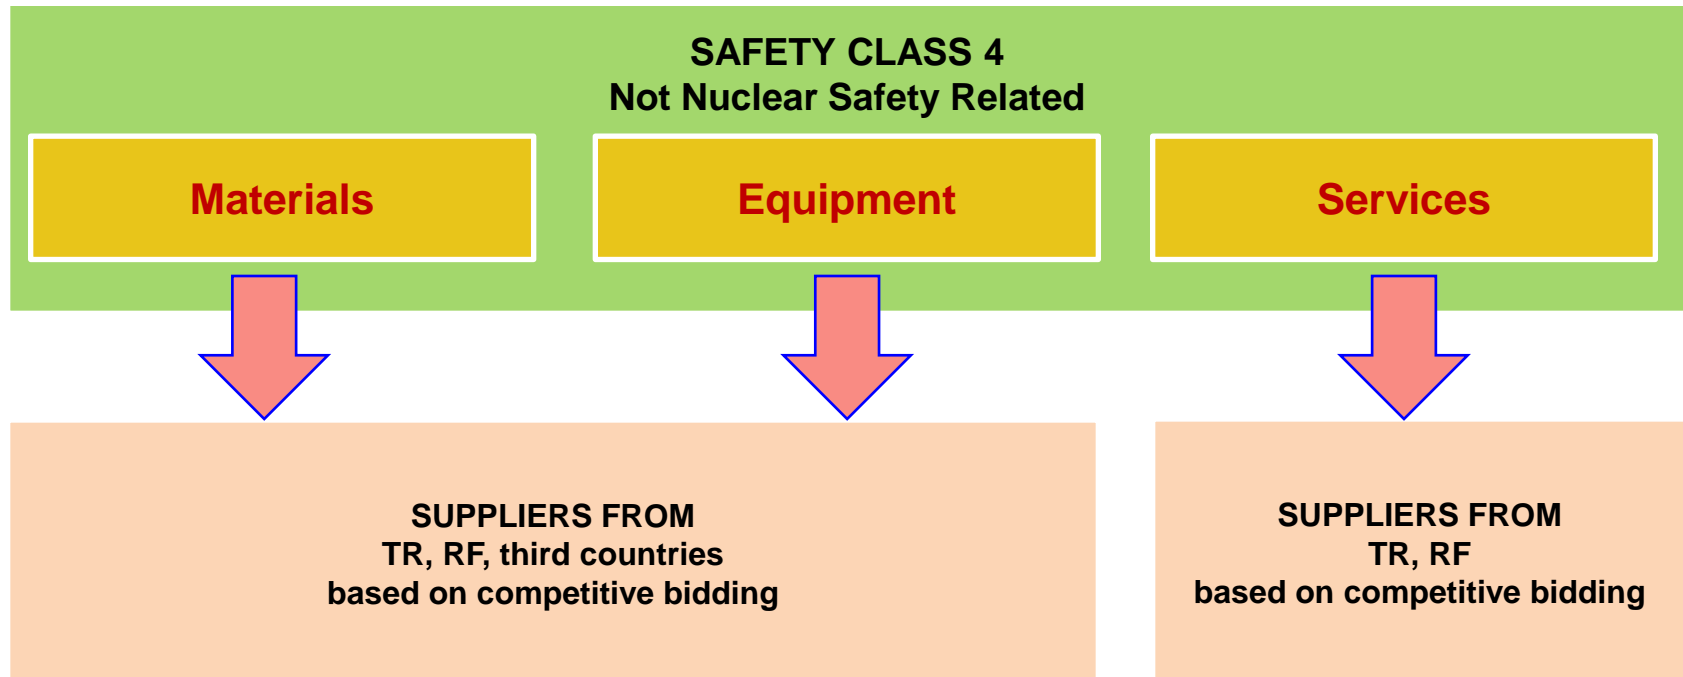 SAFETY CLASS 4
Not Nuclear Safety Related
Materials
Equipment
Services
SUPPLIERS FROM
TR, RF, third countries
based on competitive bidding
SUPPLIERS FROM
TR, RF
based on competitive bidding